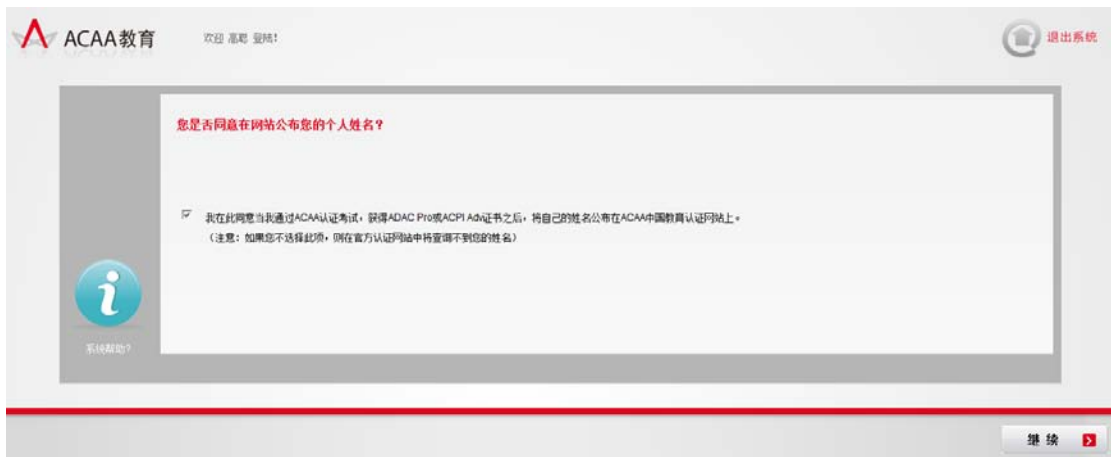 ACAA教育
欢迎 高聪 登陆!
退出系统
您是否同意在网站公布您的个人姓名?
我在此同意当我通过ACAA认证考试,获得ADAC Pro或ACPI Adv证书之后,将自己的姓名公布在ACAA中国教育认证网站上。
(注意:如果您不选择此项,则在官方认证网站中将查询不到您的姓名)
系统帮助?
继 续